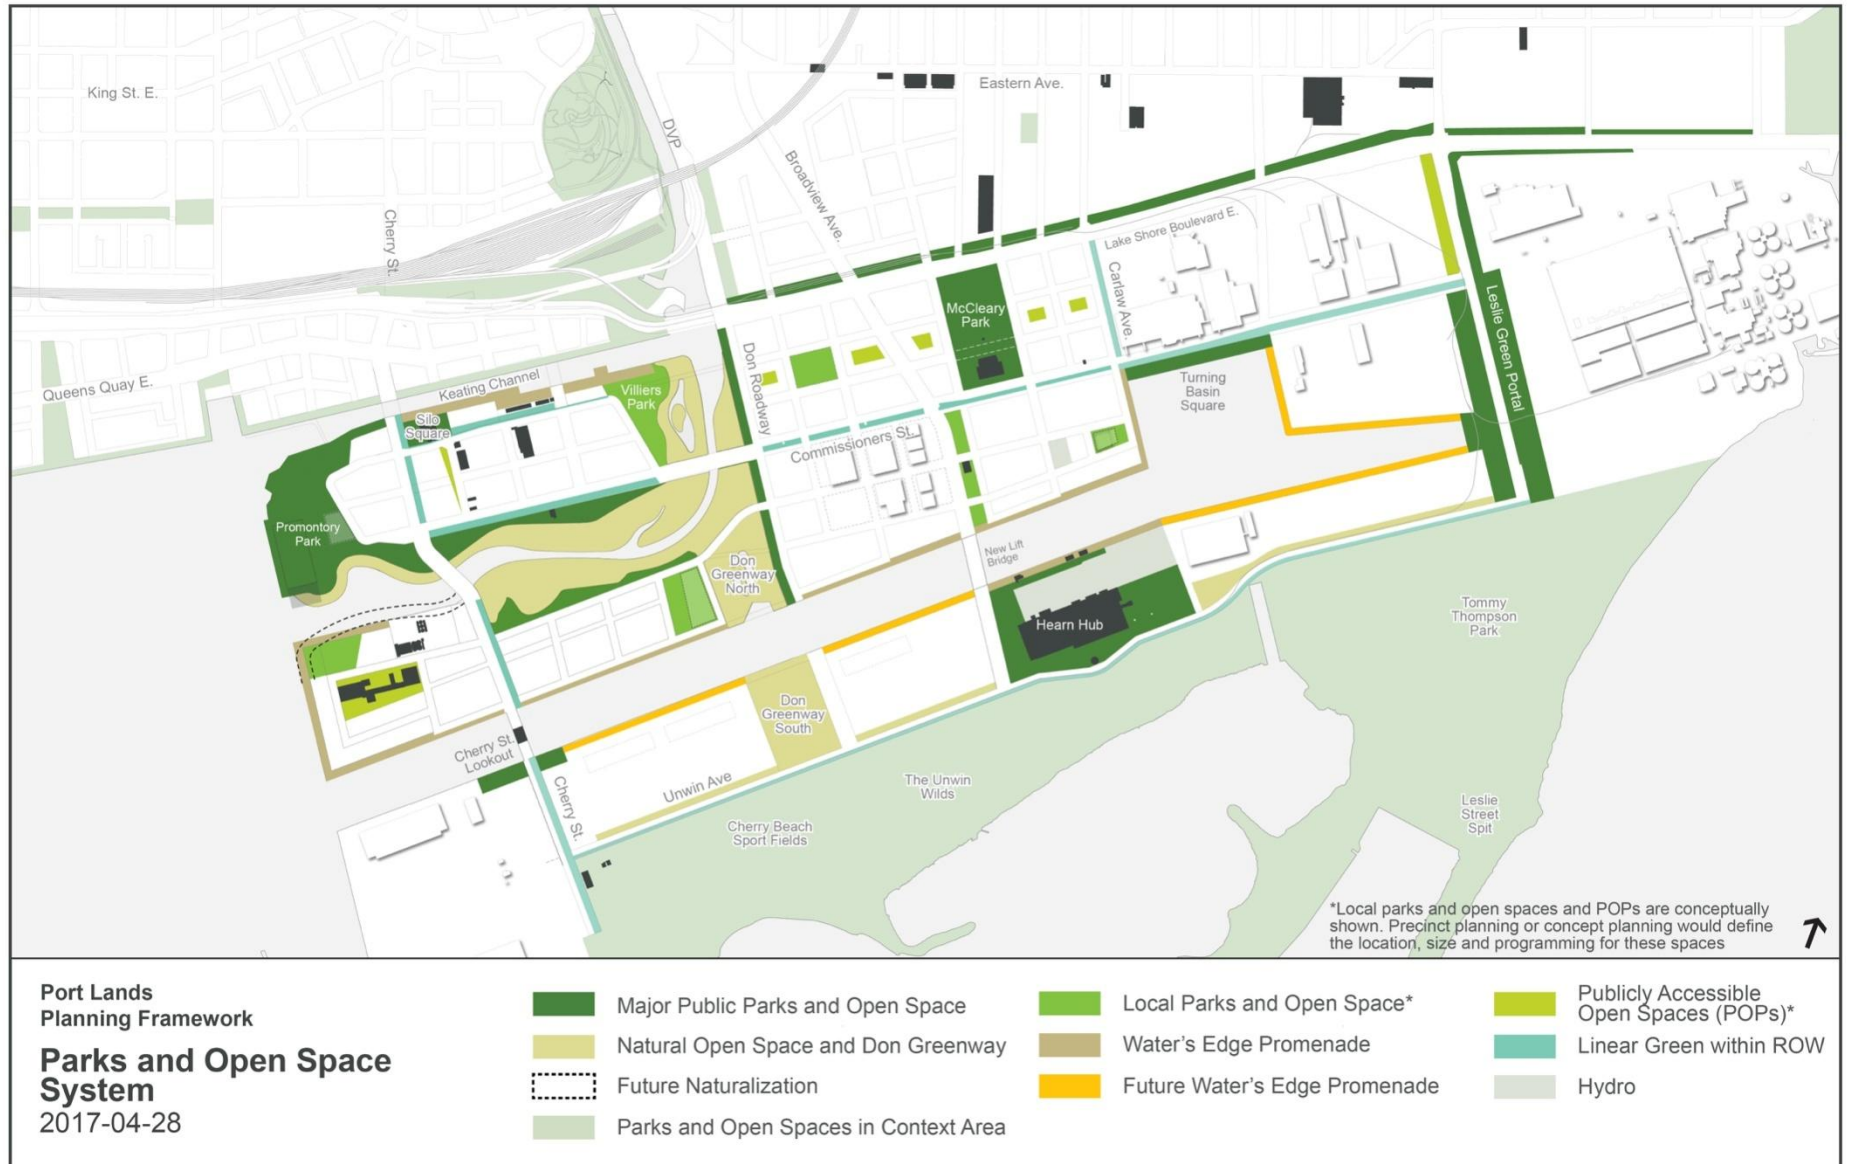 King St. E.
Eastern Ave.
DVP
Broadview Ave.
Cherry St.
Lake Shore Boulevard E.
Carlaw Ave.
McCleary
Park
Leslie Green Portal
Queens Quay E.
Keating Channel
Villiers
Park
Don Roadway
Turning
Basin
Square
Silo
Square
Commissioners St.
Promontory
Park
New Lift
Bridge
Don
Greenway
North
Hearn Hub
Tommy
Thompson
Park
Don
Greenway
South
Cherry St.
Lookout
Cherry St.
Unwin Ave
The Unwin
Wilds
Cherry Beach
Sport Fields
Leslie
Street
Spit
*Local parks and open spaces and POPs are conceptually
shown. Precinct planning or concept planning would define
the location, size and programming for these spaces
Port Lands
Planning Framework
Parks and Open Space
System
2017-04-28
Major Public Parks and Open Space
Natural Open Space and Don Greenway
Future Naturalization
Parks and Open Spaces in Context Area
Local Parks and Open Space*
Water's Edge Promenade
Future Water's Edge Promenade
Publicly Accessible
Open Spaces (POPs)*
Linear Green within ROW
Hydro